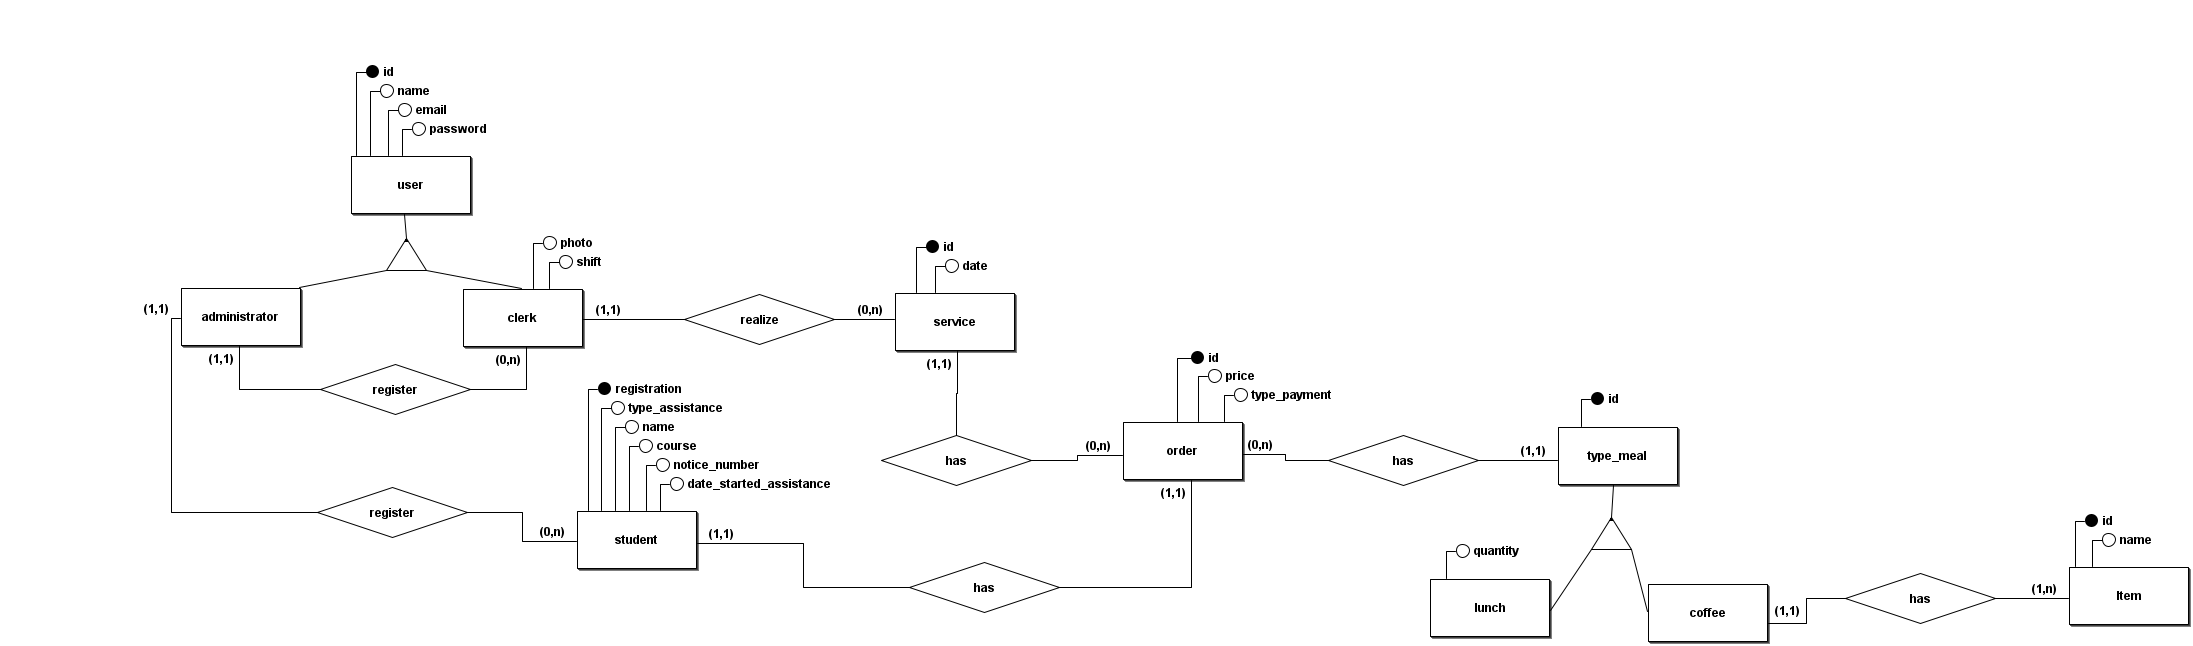 id
name
email
password
user
photo
shift
id
date
(1,1)
administrator
clerk
(1,1)
realize
(0,n)
service
(1,1)
(0,n)
(1,1)
register
id
price
type_payment
registration
type_assistance
name
course
notice_number
date_started_assistance
id
has
(0,n)
order
(0,n)
has
(1,1)
type_meal
(1,1)
register
(0,n)
student
(1,1)
has
id
name
quantity
lunch
coffee
(1,1)
has
(1,n)
Item